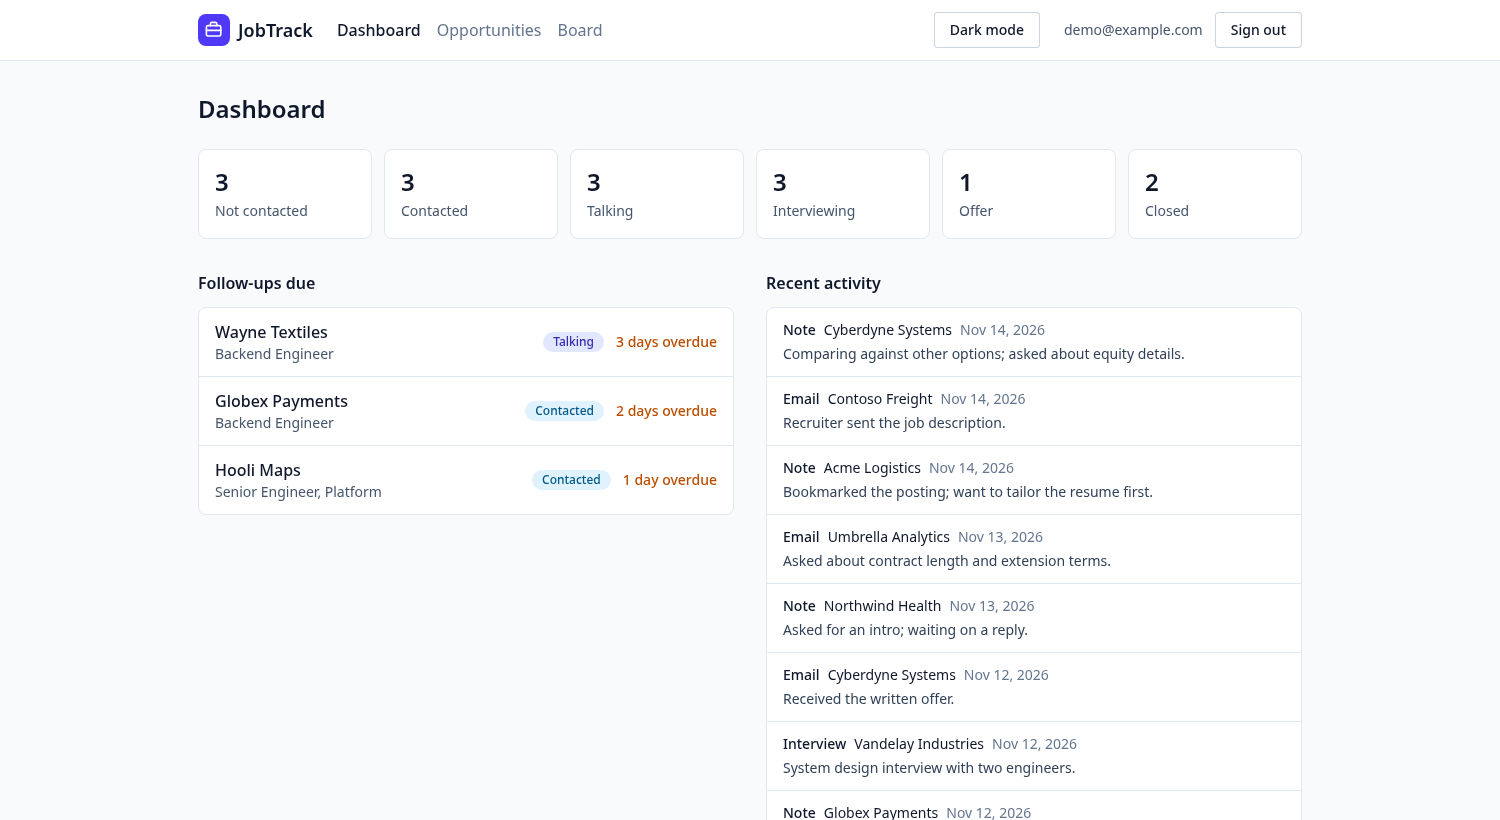 JobTrack Dashboard Opportunities Board Dark mode demo@example.com Sign out
Dashboard
3 3 3 3 1 2
Not contacted Contacted Talking Interviewing Offer Closed
Follow-ups due
Wayne Textiles
Backend Engineer
Talking 3 days overdue
Globex Payments
Backend Engineer
Contacted 2 days overdue
Hooli Maps
Senior Engineer, Platform
Contacted 1 day overdue
Recent activity
Note Cyberdyne Systems Nov 14, 2026
Comparing against other options; asked about equity details.
Email Contoso Freight Nov 14, 2026
Recruiter sent the job description.
Note Acme Logistics Nov 14, 2026
Bookmarked the posting; want to tailor the resume first.
Email Umbrella Analytics Nov 13, 2026
Asked about contract length and extension terms.
Note Northwind Health Nov 13, 2026
Asked for an intro; waiting on a reply.
Email Cyberdyne Systems Nov 12, 2026
Received the written offer.
Interview Vandelay Industries Nov 12, 2026
System design interview with two engineers.
Note Globex Payments Nov 12, 2026